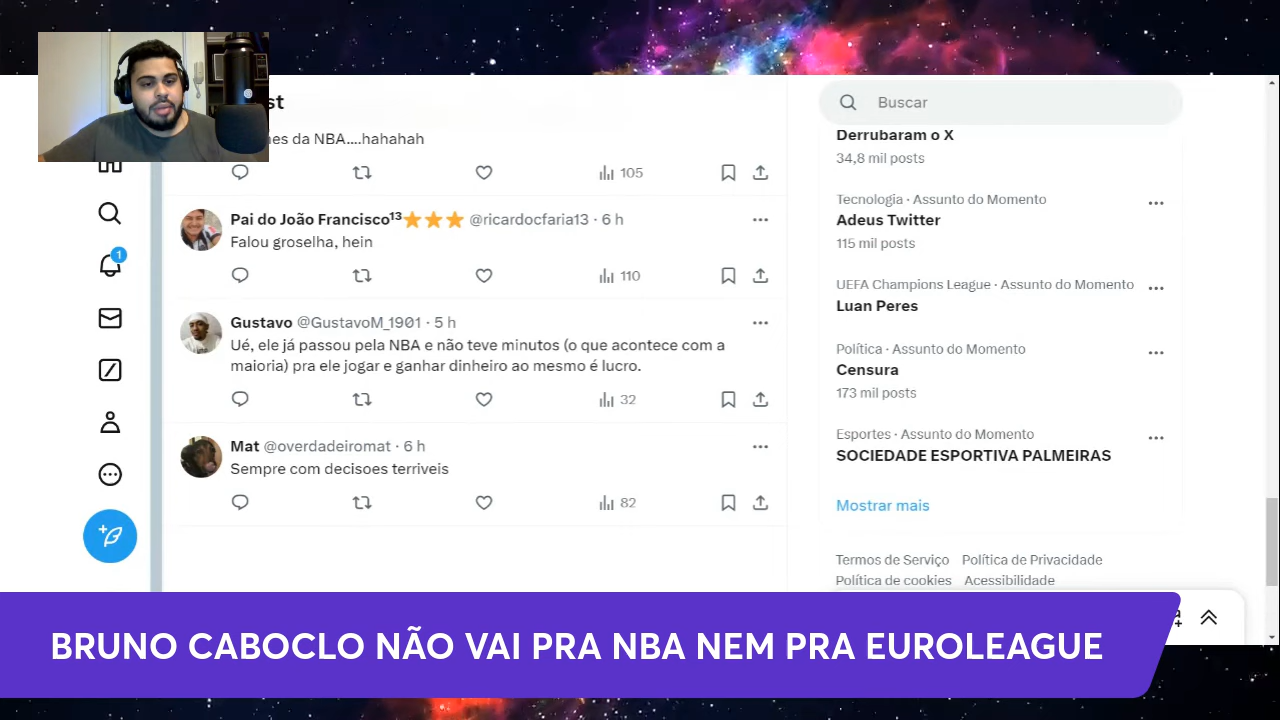 st
es da NBA....hahahah
105
Pai do João Francisco¹³⭐⭐⭐ @ricardocfaria13 · 6 h
Falou groselha, hein
110
Gustavo @GustavoM_1901 · 5 h
Ué, ele já passou pela NBA e não teve minutos (o que acontece com a
maioria) pra ele jogar e ganhar dinheiro ao mesmo é lucro.
32
Mat @overdadeiromat · 6 h
Sempre com decisoes terriveis
82
1
Buscar
Derrubaram o X
34,8 mil posts
Tecnologia · Assunto do Momento
Adeus Twitter
115 mil posts
UEFA Champions League · Assunto do Momento
Luan Peres
Política · Assunto do Momento
Censura
173 mil posts
Esportes · Assunto do Momento
SOCIEDADE ESPORTIVA PALMEIRAS
Mostrar mais
Termos de Serviço Política de Privacidade
Política de cookies Acessibilidade
BRUNO CABOCLO NÃO VAI PRA NBA NEM PRA EUROLEAGUE